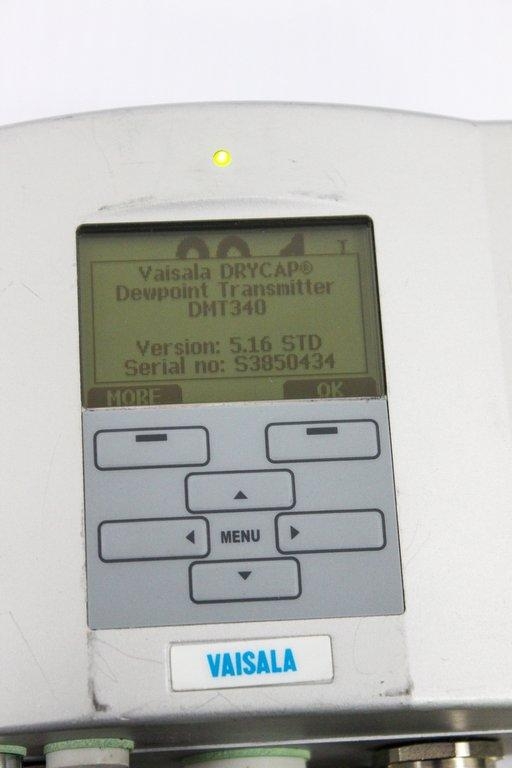 Vaisala DRYCAP®
Dewpoint Transmitter
DMT340
Version: 5.16 STD
Serial no: S3850434
MORE OK
MENU
VAISALA